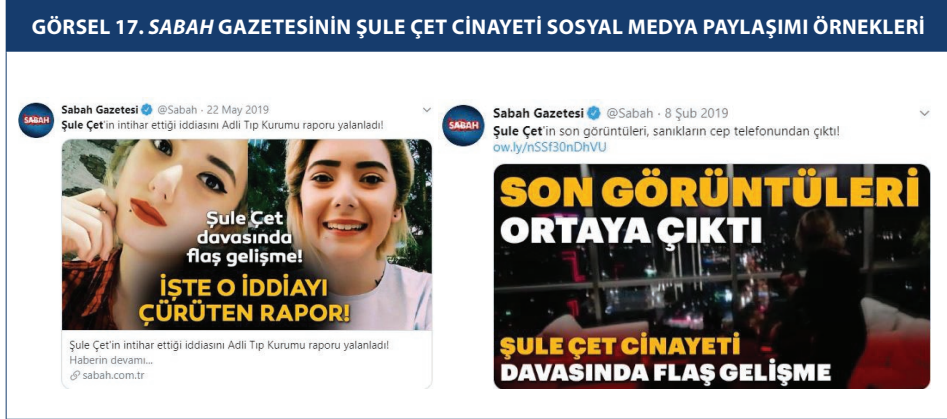 GÖRSEL 17. SABAH GAZETESİNİN ŞULE ÇET CİNAYETİ SOSYAL MEDYA PAYLAŞIMI ÖRNEKLERİ
SABAH
Sabah Gazetesi @Sabah · 22 May 2019
Şule Çet'in intihar ettiği iddiasını Adli Tıp Kurumu raporu yalanladı!
Şule Çet
davasında
flaş gelişme!
İŞTE O İDDİAYI
ÇÜRÜTEN RAPOR!
Şule Çet'in intihar ettiği iddiasını Adli Tıp Kurumu raporu yalanladı!
Haberin devamı...
sabah.com.tr
SABAH
Sabah Gazetesi @Sabah · 8 Şub 2019
Şule Çet'in son görüntüleri, sanıkların cep telefonundan çıktı!
ow.ly/nSSf30nDhVU
SON GÖRÜNTÜLERİ
ORTAYA ÇIKTI
ŞULE ÇET CİNAYETİ
DAVASINDA FLAŞ GELİŞME